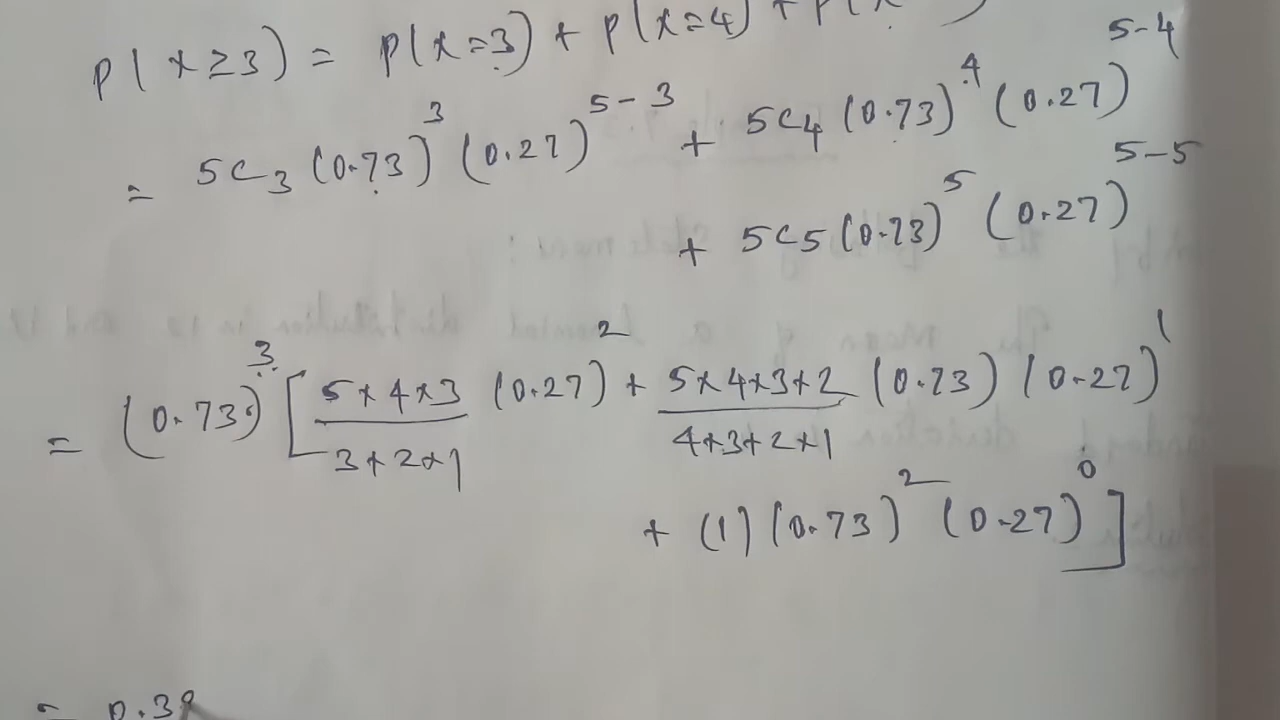 P(x≥3) = P(x=3) + P(x=4) + P(x
= 5C₃ (0.73)³ (0.27)⁵⁻³ + 5C₄ (0.73)⁴ (0.27)⁵⁻⁴
+ 5C₅ (0.73)⁵ (0.27)⁵⁻⁵
= (0.73)³ [ 5×4×3 / 3×2×1 (0.27)² + 5×4×3×2 / 4×3×2×1 (0.73) (0.27)¹
+ (1) (0.73)² (0.27)⁰ ]